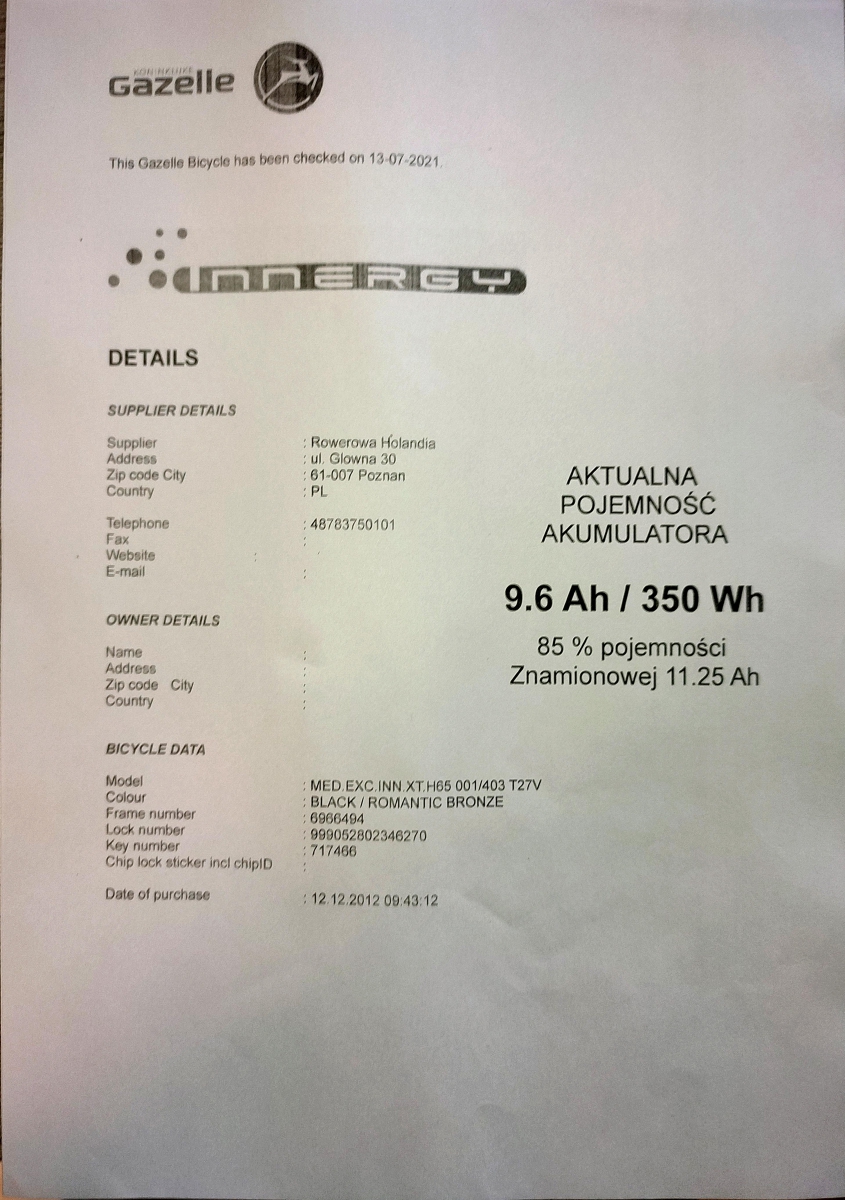 KONINKLIJKE
Gazelle
This Gazelle Bicycle has been checked on 13-07-2021.
INNERGY
DETAILS
SUPPLIER DETAILS
Supplier : Rowerowa Holandia
Address : ul. Glowna 30
Zip code City : 61-007 Poznan
Country : PL
Telephone : 48783750101
Fax :
Website :
E-mail :
AKTUALNA
POJEMNOŚĆ
AKUMULATORA
9.6 Ah / 350 Wh
85 % pojemności
Znamionowej 11.25 Ah
OWNER DETAILS
Name :
Address :
Zip code City :
Country :
BICYCLE DATA
Model : MED.EXC.INN.XT.H65 001/403 T27V
Colour : BLACK / ROMANTIC BRONZE
Frame number : 6966494
Lock number : 999052802346270
Key number : 717466
Chip lock sticker incl chipID :
Date of purchase : 12.12.2012 09:43:12